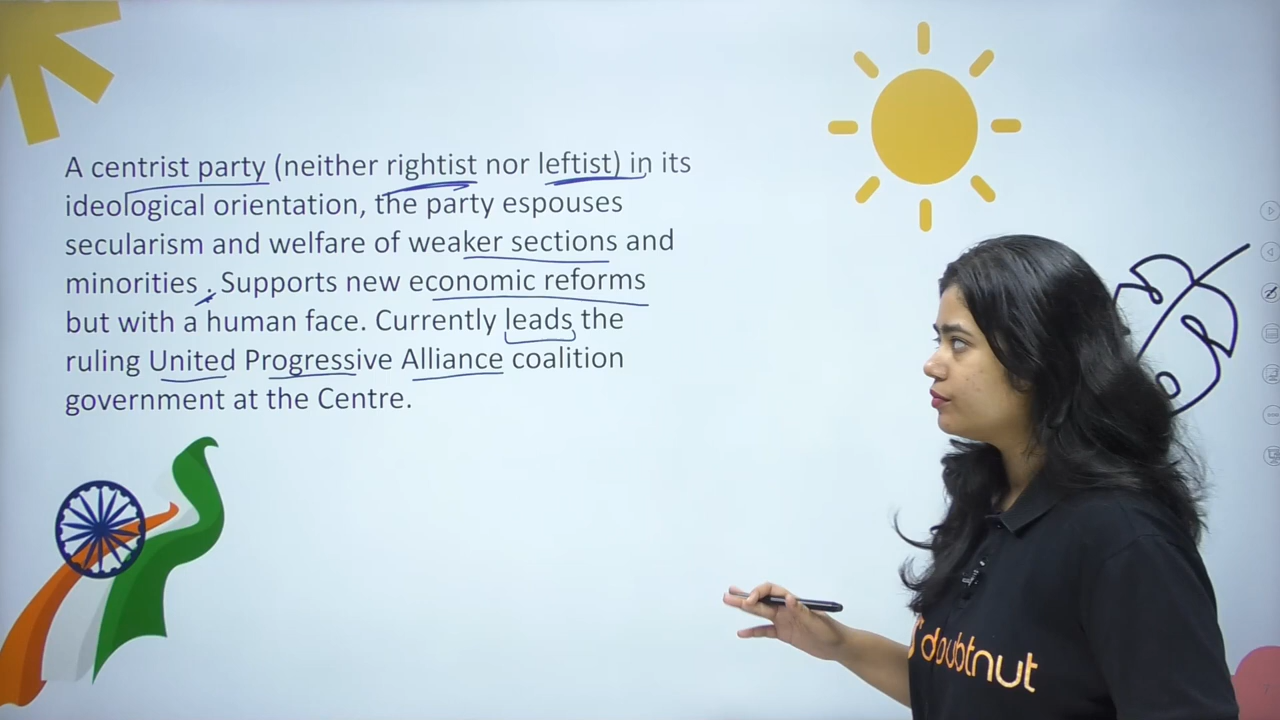 A centrist party (neither rightist nor leftist) in its
ideological orientation, the party espouses
secularism and welfare of weaker sections and
minorities . Supports new economic reforms
but with a human face. Currently leads the
ruling United Progressive Alliance coalition
government at the Centre.
doubtnut